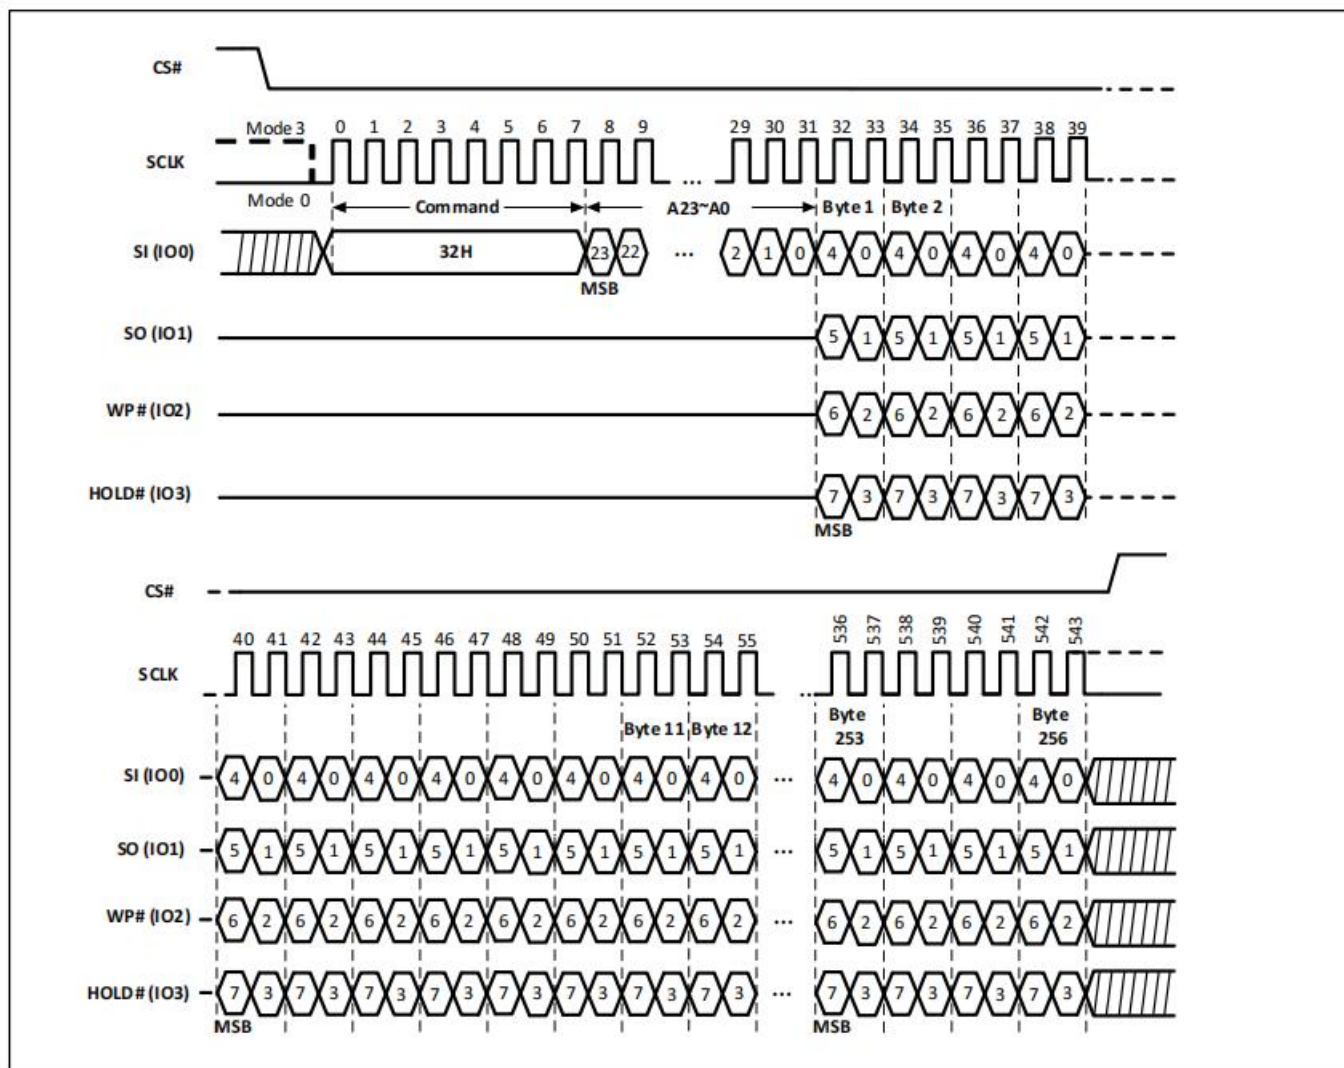 CS#
Mode 3 0 1 2 3 4 5 6 7 8 9 29 30 31 32 33 34 35 36 37 38 39
SCLK ...
Mode 0 Command A23~A0 Byte 1 Byte 2
SI (IO0) 32H 23 22 ... 2 1 0 4 0 4 0 4 0 4 0
MSB
SO (IO1) 5 1 5 1 5 1 5 1
WP# (IO2) 6 2 6 2 6 2 6 2
HOLD# (IO3) 7 3 7 3 7 3 7 3
MSB
CS#
40 41 42 43 44 45 46 47 48 49 50 51 52 53 54 55 536 537 538 539 540 541 542 543
SCLK ...
Byte 11 Byte 12 Byte 253 Byte 256
SI (IO0) 4 0 4 0 4 0 4 0 4 0 4 0 4 0 4 0 ... 4 0 4 0 4 0 4 0
SO (IO1) 5 1 5 1 5 1 5 1 5 1 5 1 5 1 5 1 ... 5 1 5 1 5 1 5 1
WP# (IO2) 6 2 6 2 6 2 6 2 6 2 6 2 6 2 6 2 ... 6 2 6 2 6 2 6 2
HOLD# (IO3) 7 3 7 3 7 3 7 3 7 3 7 3 7 3 7 3 ... 7 3 7 3 7 3 7 3
MSB MSB